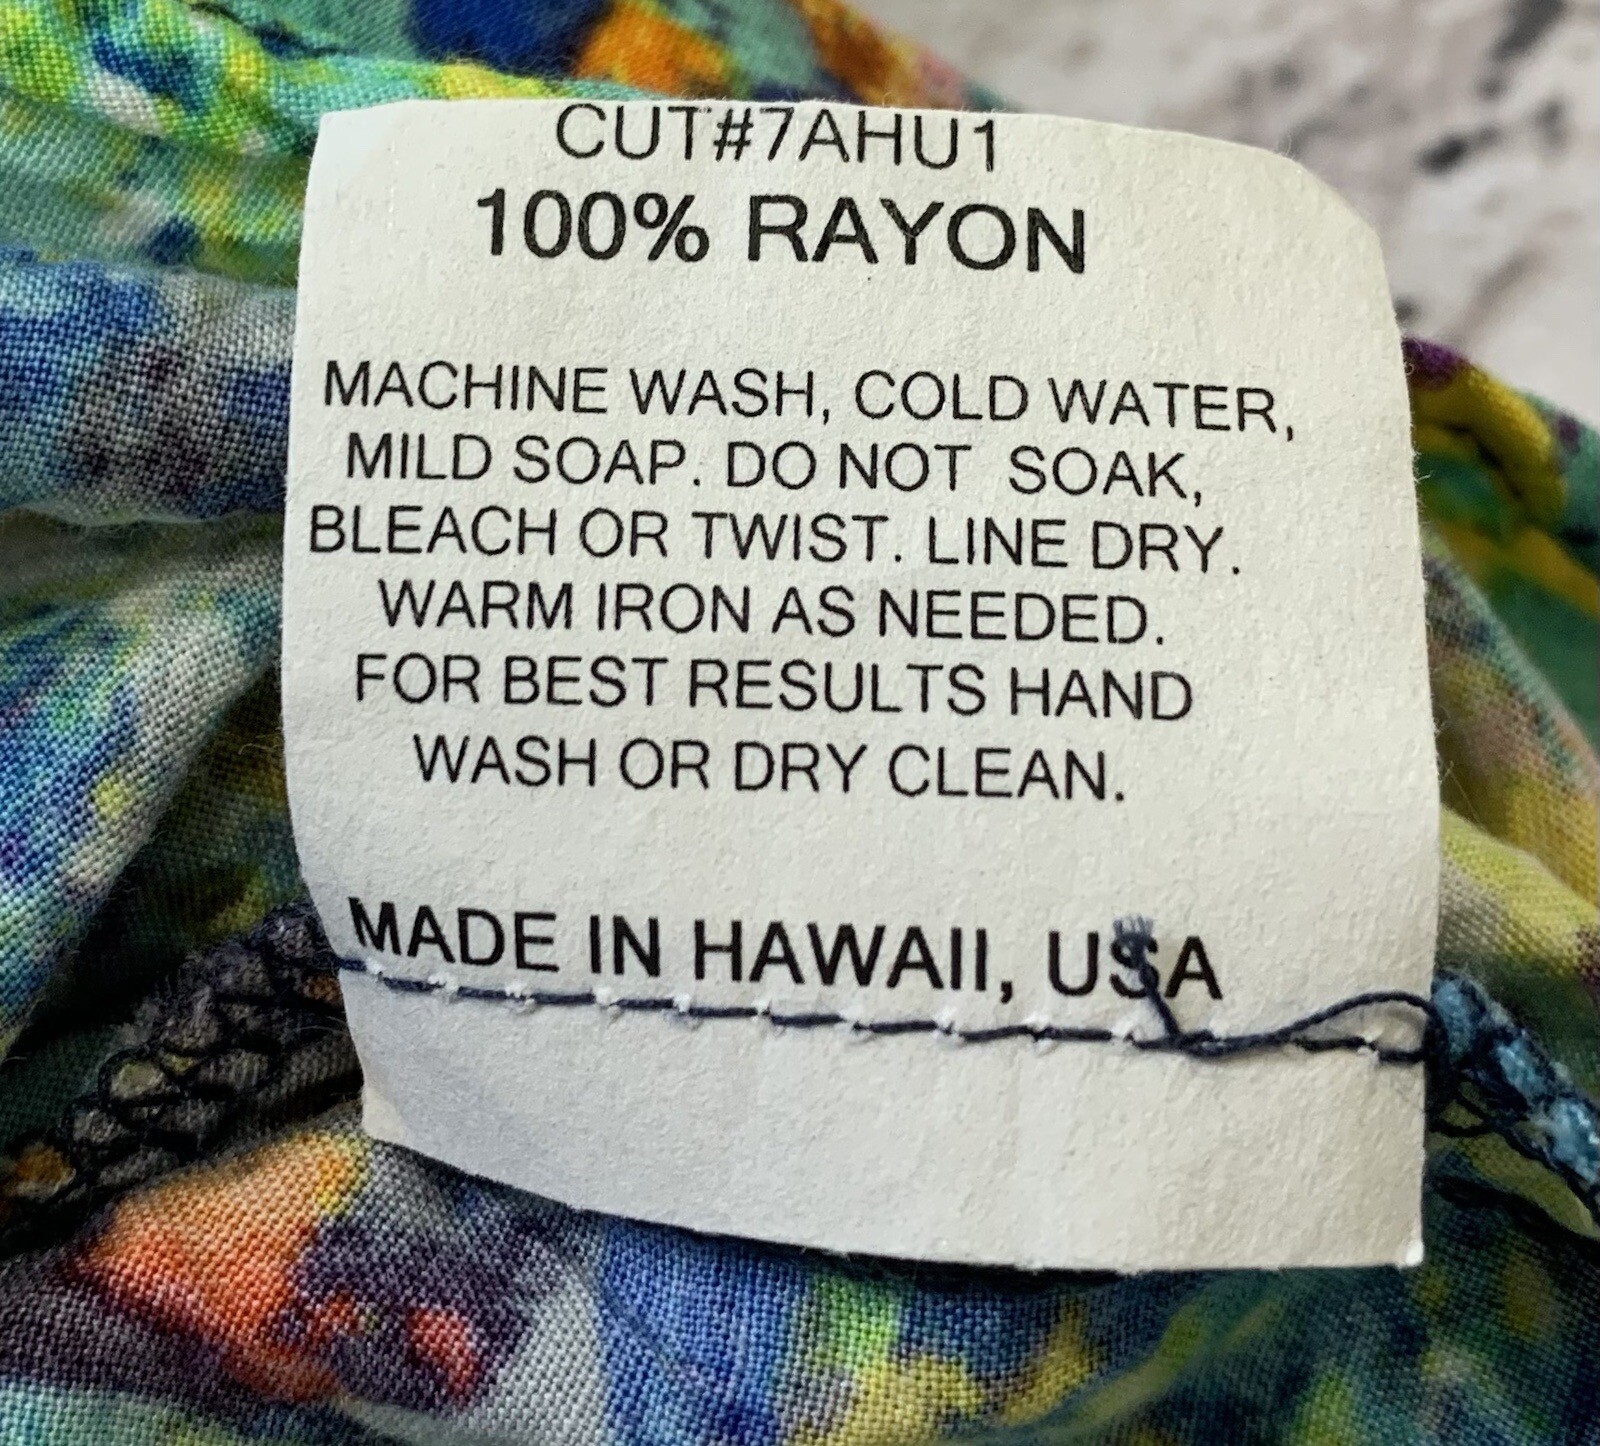 CUT#7AHU1
100% RAYON
MACHINE WASH, COLD WATER,
MILD SOAP. DO NOT SOAK,
BLEACH OR TWIST. LINE DRY.
WARM IRON AS NEEDED.
FOR BEST RESULTS HAND
WASH OR DRY CLEAN.
MADE IN HAWAII, USA